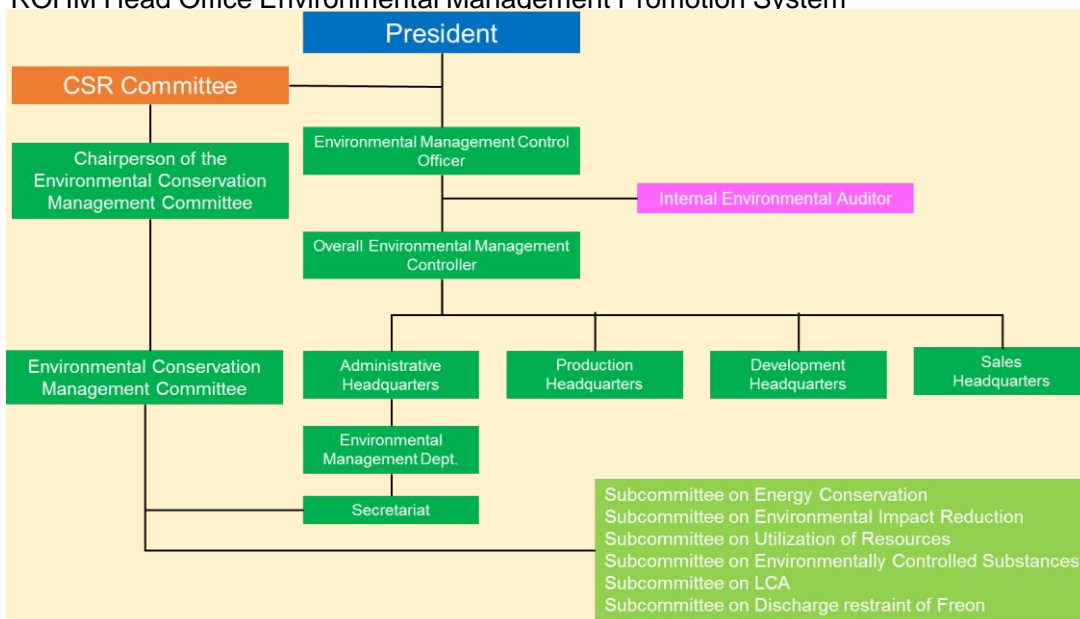 ROHM Head Office Environmental Management Promotion System
President
CSR Committee
Environmental Management Control
Officer
Chairperson of the
Environmental Conservation
Management Committee
Internal Environmental Auditor
Overall Environmental Management
Controller
Environmental Conservation
Management Committee
Administrative
Headquarters
Production
Headquarters
Development
Headquarters
Sales
Headquarters
Environmental
Management Dept.
Secretariat
Subcommittee on Energy Conservation
Subcommittee on Environmental Impact Reduction
Subcommittee on Utilization of Resources
Subcommittee on Environmentally Controlled Substances
Subcommittee on LCA
Subcommittee on Discharge restraint of Freon